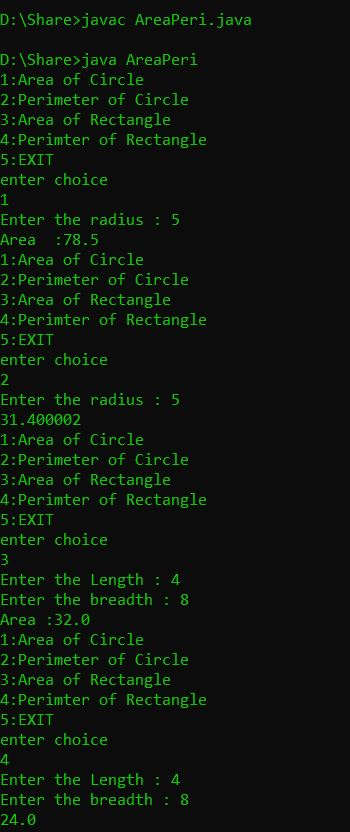 D:\Share>javac AreaPeri.java
D:\Share>java AreaPeri
1:Area of Circle
2:Perimeter of Circle
3:Area of Rectangle
4:Perimter of Rectangle
5:EXIT
enter choice
1
Enter the radius : 5
Area  :78.5
1:Area of Circle
2:Perimeter of Circle
3:Area of Rectangle
4:Perimter of Rectangle
5:EXIT
enter choice
2
Enter the radius : 5
31.400002
1:Area of Circle
2:Perimeter of Circle
3:Area of Rectangle
4:Perimter of Rectangle
5:EXIT
enter choice
3
Enter the Length : 4
Enter the breadth : 8
Area :32.0
1:Area of Circle
2:Perimeter of Circle
3:Area of Rectangle
4:Perimter of Rectangle
5:EXIT
enter choice
4
Enter the Length : 4
Enter the breadth : 8
24.0